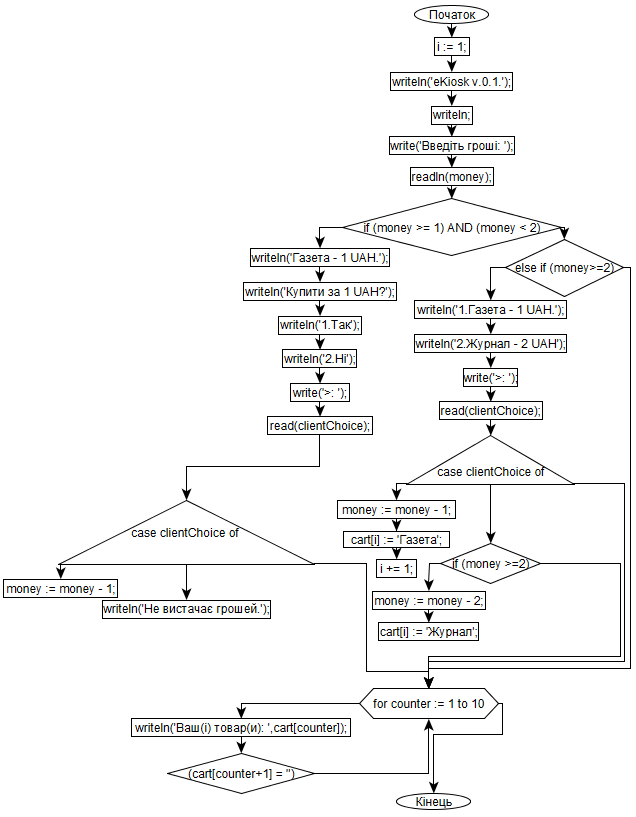 Початок
i := 1;
writeln('eKiosk v.0.1.');
writeln;
write('Введіть гроші: ');
readln(money);
if (money >= 1) AND (money < 2)
writeln('Газета - 1 UAH.');
writeln('Купити за 1 UAH?');
writeln('1.Так');
writeln('2.Ні');
write('>: ');
read(clientChoice);
case clientChoice of
money := money - 1;
writeln('Не вистачає грошей.');
else if (money>=2)
writeln('1.Газета - 1 UAH.');
writeln('2.Журнал - 2 UAH')
write('>: ');
read(clientChoice);
case clientChoice of
money := money - 1;
cart[i] := 'Газета';
i += 1;
if (money >=2)
money := money - 2;
cart[i] := 'Журнал';
for counter := 1 to 10
writeln('Ваш(і) товар(и): ',cart[counter]);
(cart[counter+1] = '')
Кінець